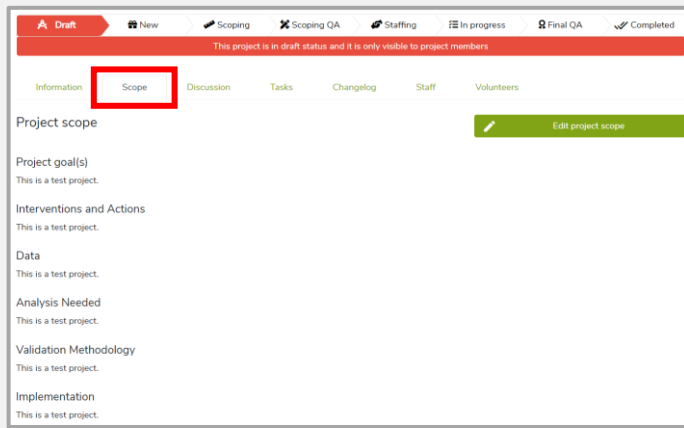 Draft New Scoping Scoping QA Staffing In progress Final QA Completed
This project is in draft status and it is only visible to project members
Information Scope Discussion Tasks Changelog Staff Volunteers
Project scope
Edit project scope
Project goal(s)
This is a test project.
Interventions and Actions
This is a test project.
Data
This is a test project.
Analysis Needed
This is a test project.
Validation Methodology
This is a test project.
Implementation
This is a test project.